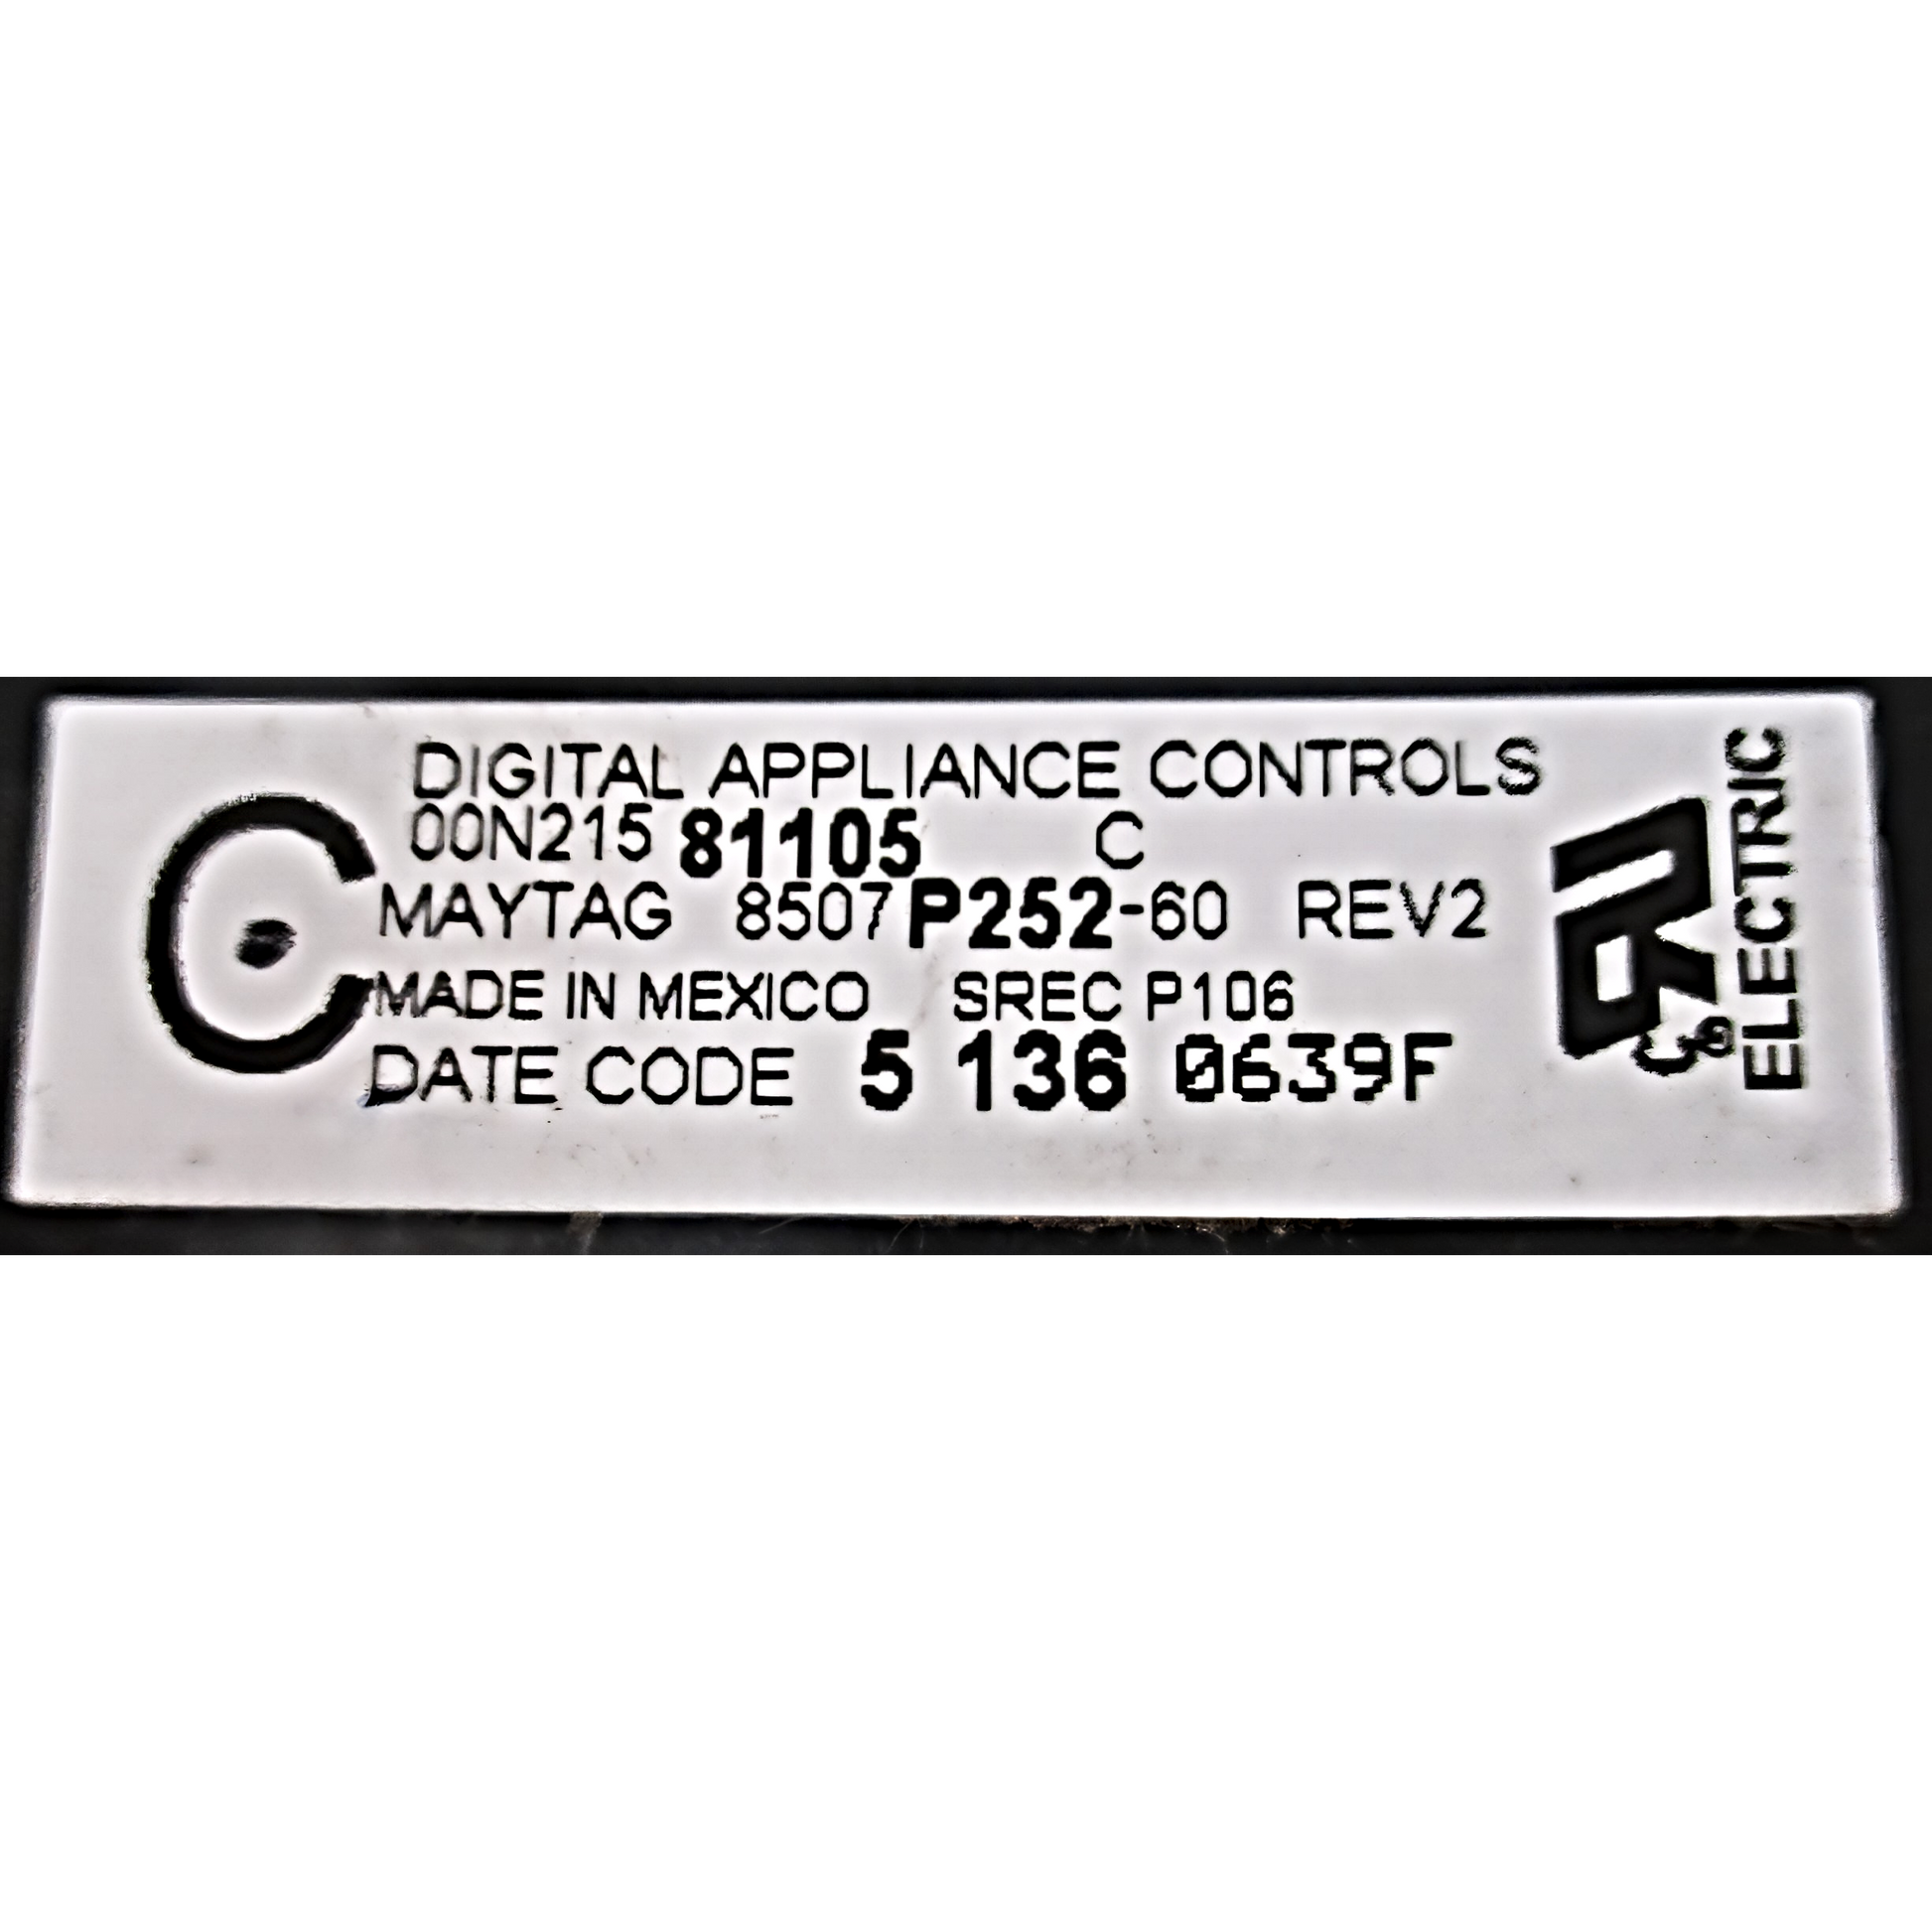 DIGITAL APPLIANCE CONTROLS
00N215 81105 C
MAYTAG 8507P252-60 REV2
MADE IN MEXICO SREC P106
DATE CODE 5 136 0639F
C
ELECTRIC